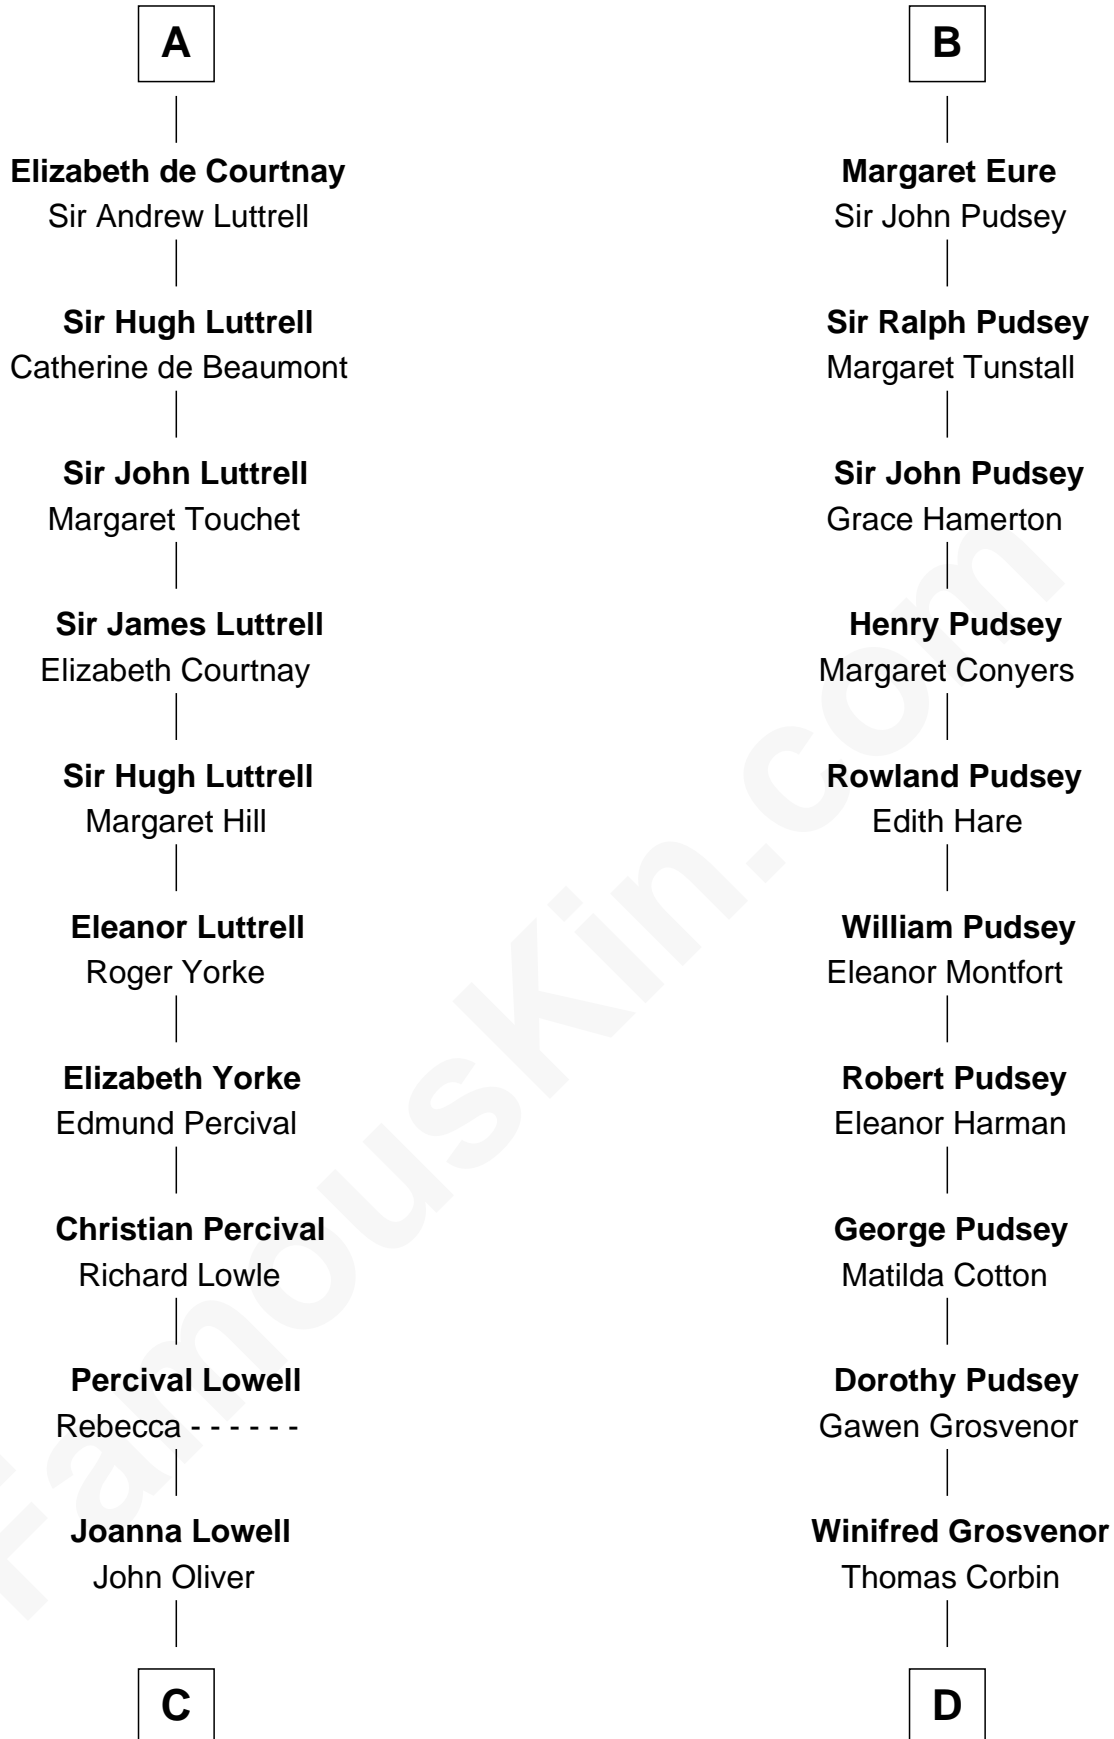 A
Elizabeth de Courtnay
Sir Andrew Luttrell
Sir Hugh Luttrell
Catherine de Beaumont
Sir John Luttrell
Margaret Touchet
Sir James Luttrell
Elizabeth Courtnay
Sir Hugh Luttrell
Margaret Hill
Eleanor Luttrell
Roger Yorke
Elizabeth Yorke
Edmund Percival
Christian Percival
Richard Lowle
Percival Lowell
Rebecca - - - - - -
Joanna Lowell
John Oliver
C
B
Margaret Eure
Sir John Pudsey
Sir Ralph Pudsey
Margaret Tunstall
Sir John Pudsey
Grace Hamerton
Henry Pudsey
Margaret Conyers
Rowland Pudsey
Edith Hare
William Pudsey
Eleanor Montfort
Robert Pudsey
Eleanor Harman
George Pudsey
Matilda Cotton
Dorothy Pudsey
Gawen Grosvenor
Winifred Grosvenor
Thomas Corbin
D
FamousKin.com